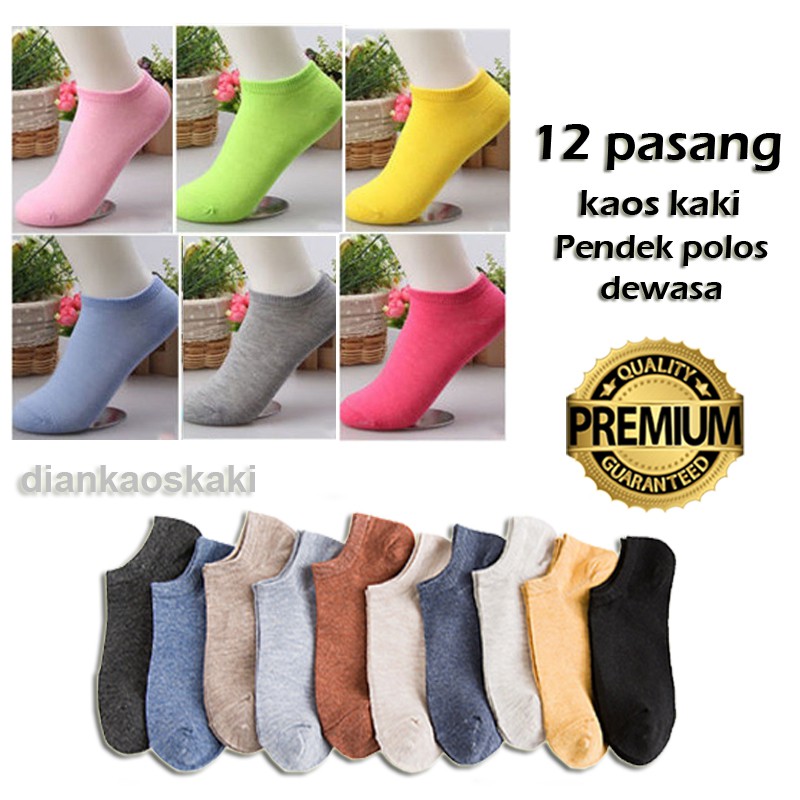 12 pasang
kaos kaki
Pendek polos
dewasa
QUALITY
PREMIUM
GUARANTEED
diankaoskaki